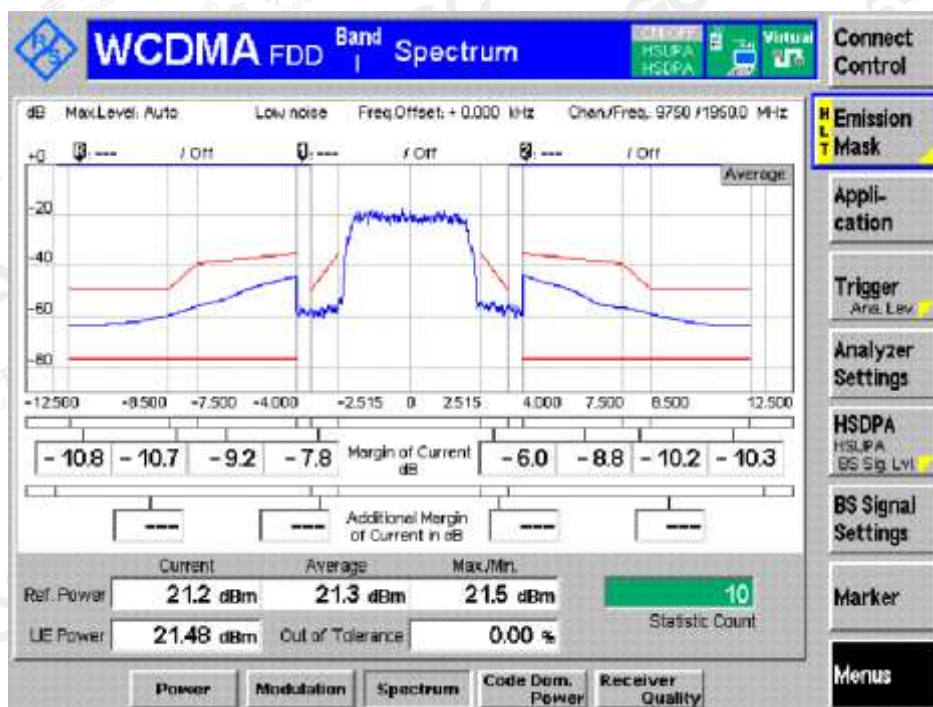 R S
WCDMA FDD Band I Spectrum
HSUPA
HSDPA
Virtual
Connect Control
dB Max.Level: Auto Low noise Freq.Offset: + 0.000 kHz Chan./Freq.: 9750 /1950.0 MHz
HLT Emission Mask
+0 R: --- / Off 1: --- / Off 2: --- / Off
Average
Appli-cation
-20
-40
-60
-80
Trigger
Ana. Lev.
Analyzer Settings
-12.500 -8.500 -7.500 -4.000 -2.515 0 2.515 4.000 7.500 8.500 12.500
HSDPA
HSUPA
BS Sig. Lvl.
- 10.8 - 10.7 - 9.2 - 7.8 Margin of Current dB - 6.0 - 8.8 - 10.2 - 10.3
BS Signal Settings
--- --- Additional Margin of Current in dB --- ---
Current Average Max./Min.
Ref. Power 21.2 dBm 21.3 dBm 21.5 dBm 10
Statistic Count
Marker
UE Power 21.48 dBm Out of Tolerance 0.00 %
Menus
Power Modulation Spectrum Code Dom. Power Receiver Quality